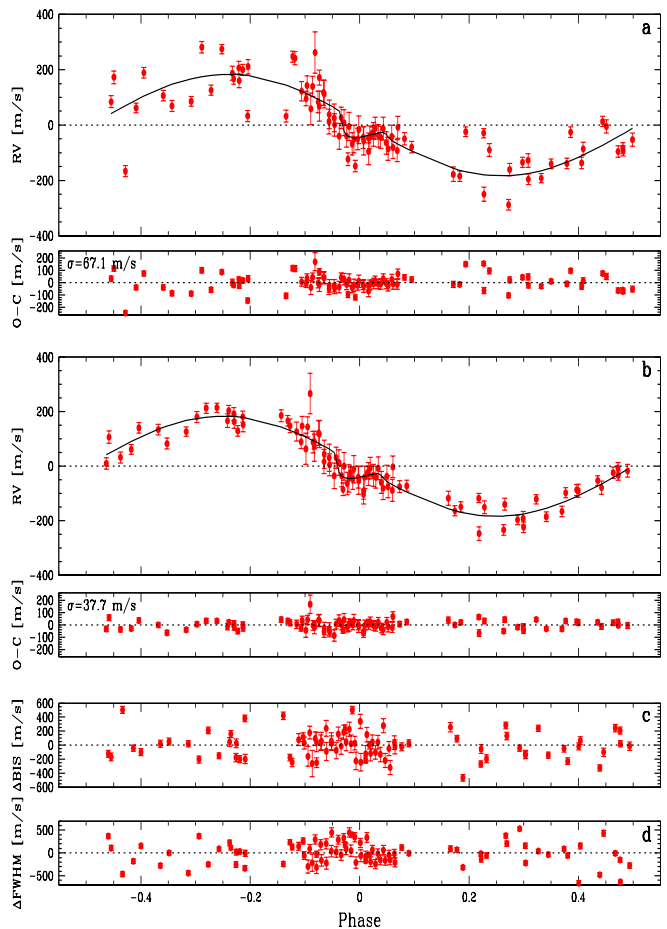 a
400
200
0
−200
−400
RV [m/s]
σ=67.1 m/s
200
100
0
−100
−200
O−C [m/s]
b
400
200
0
−200
−400
RV [m/s]
σ=37.7 m/s
200
100
0
−100
−200
O−C [m/s]
c
600
400
200
0
−200
−400
−600
ΔBIS [m/s]
d
500
0
−500
ΔFWHM [m/s]
−0.4
−0.2
0
0.2
0.4
Phase